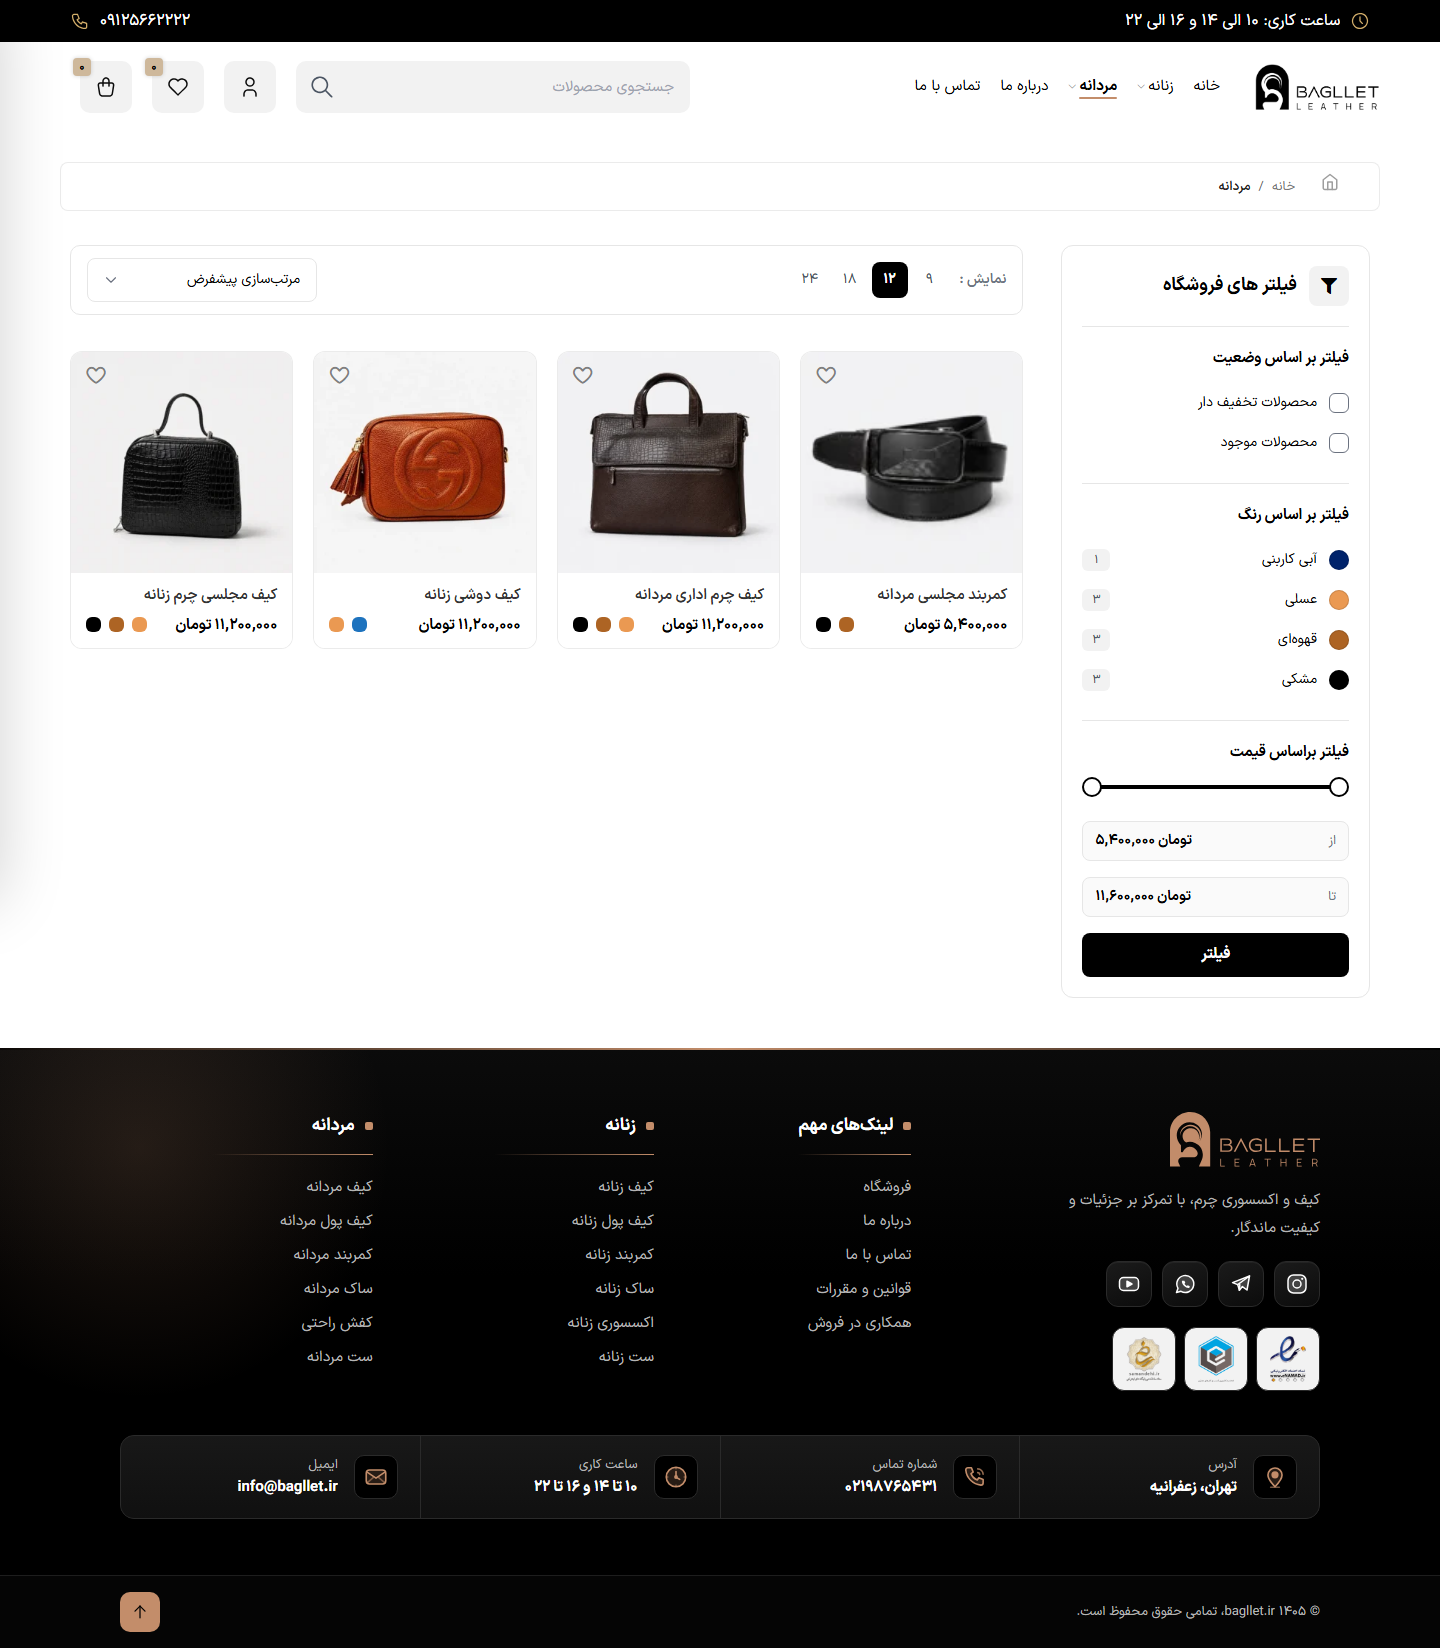 ساعت کاری: ۱۰ الی ۱۴ و ۱۶ الی ۲۲
۰۹۱۲۵۶۶۲۲۲۲
BAGLLET
LEATHER
خانه
زنانه
مردانه
درباره ما
تماس با ما
جستجوی محصولات
۰
۰
خانه / مردانه
فیلتر های فروشگاه
فیلتر بر اساس وضعیت
محصولات تخفیف دار
محصولات موجود
فیلتر بر اساس رنگ
آبی کاربنی ۱
عسلی ۳
قهوه‌ای ۳
مشکی ۳
فیلتر براساس قیمت
از تومان ۵,۴۰۰,۰۰۰
تا تومان ۱۱,۶۰۰,۰۰۰
فیلتر
نمایش : ۹ ۱۲ ۱۸ ۲۴
مرتب‌سازی پیشفرض
کمربند مجلسی مردانه
۵,۴۰۰,۰۰۰ تومان
کیف چرم اداری مردانه
۱۱,۲۰۰,۰۰۰ تومان
کیف دوشی زنانه
۱۱,۲۰۰,۰۰۰ تومان
کیف مجلسی چرم زنانه
۱۱,۲۰۰,۰۰۰ تومان
BAGLLET
LEATHER
کیف و اکسسوری چرم، با تمرکز بر جزئیات و
کیفیت ماندگار.
www.eNAMAD.ir
samandehi.ir
لینک‌های مهم
فروشگاه
درباره ما
تماس با ما
قوانین و مقررات
همکاری در فروش
زنانه
کیف زنانه
کیف پول زنانه
کمربند زنانه
ساک زنانه
اکسسوری زنانه
ست زنانه
مردانه
کیف مردانه
کیف پول مردانه
کمربند مردانه
ساک مردانه
کفش راحتی
ست مردانه
آدرس
تهران، زعفرانیه
شماره تماس
۰۲۱۹۸۷۶۵۴۳۱
ساعت کاری
۱۰ تا ۱۴ و ۱۶ تا ۲۲
ایمیل
info@bagllet.ir
© ۱۴۰۵ bagllet.ir، تمامی حقوق محفوظ است.